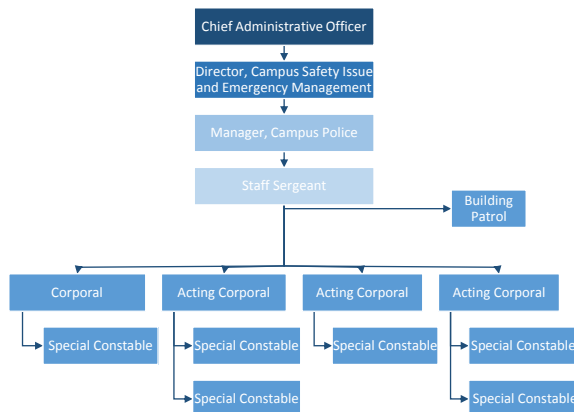 Chief Administrative Officer
Director, Campus Safety Issue
and Emergency Management
Manager, Campus Police
Staff Sergeant
Building
Patrol
Corporal
Acting Corporal
Acting Corporal
Acting Corporal
Special Constable
Special Constable
Special Constable
Special Constable
Special Constable
Special Constable